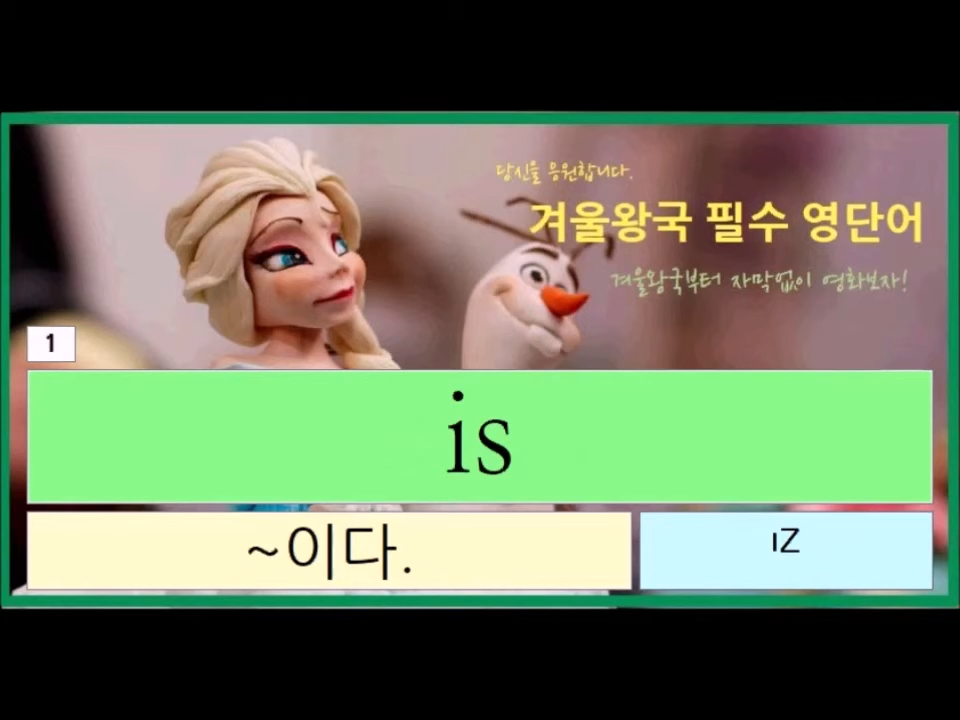 당신을 응원합니다.
겨울왕국 필수 영단어
겨울왕국부터 자막없이 영화보자!
1
is
~이다.
ız